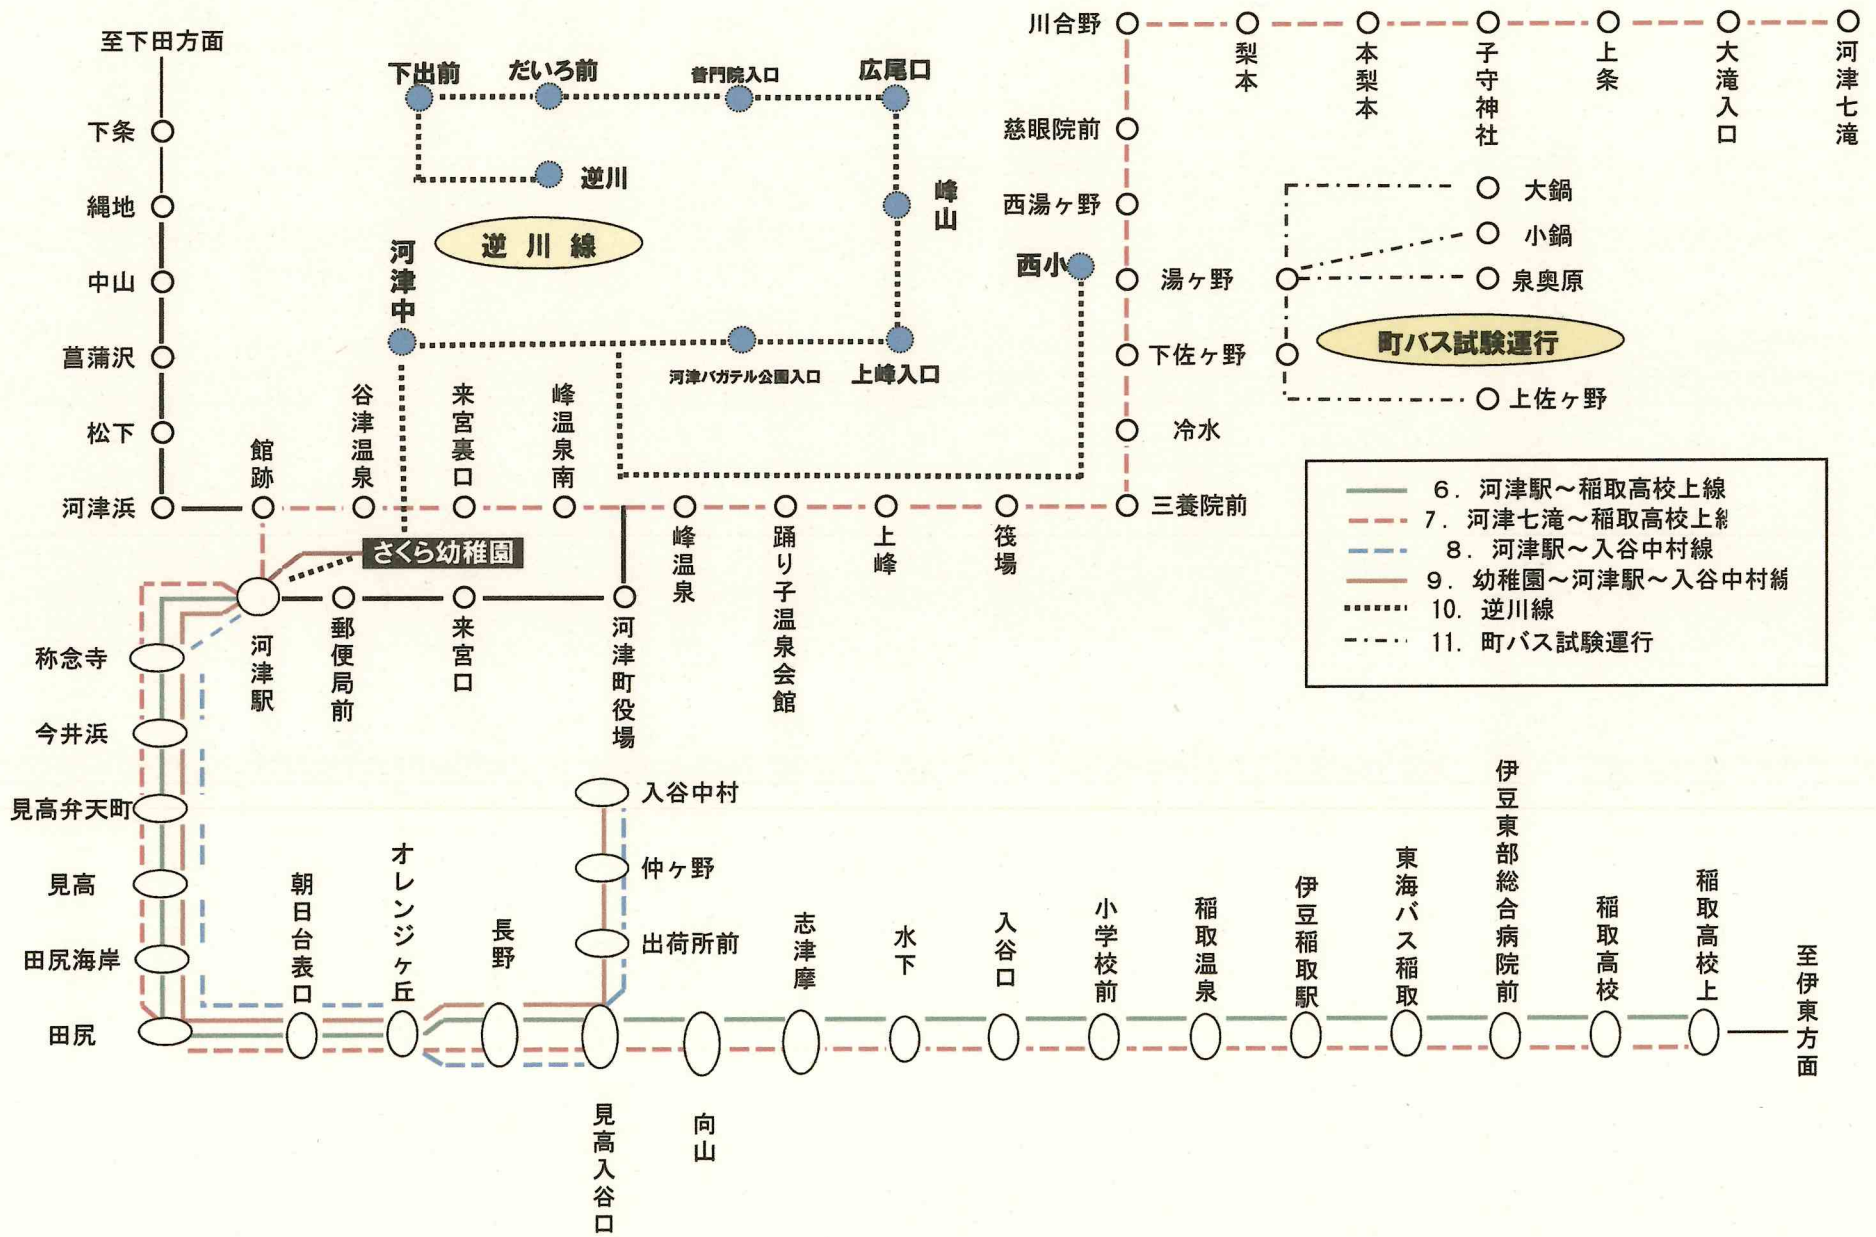 至下田方面
下条
縄地
中山
菖蒲沢
松下
河津浜
館跡
谷津温泉
来宮裏口
峰温泉南
峰温泉
踊り子温泉会館
上峰
筏場
三養院前
冷水
下佐ヶ野
湯ヶ野
西湯ヶ野
慈眼院前
川合野
梨本
本梨本
子守神社
上条
大滝入口
河津七滝
下出前
だいろ前
普門院入口
広尾口
逆川
峰山
逆川線
河津中
河津バガテル公園入口
上峰入口
西小
さくら幼稚園
大鍋
小鍋
泉奥原
町バス試験運行
上佐ヶ野
6. 河津駅～稲取高校上線
7. 河津七滝～稲取高校上線
8. 河津駅～入谷中村線
9. 幼稚園～河津駅～入谷中村線
10. 逆川線
11. 町バス試験運行
河津駅
郵便局前
来宮口
河津町役場
称念寺
今井浜
見高弁天町
見高
田尻海岸
田尻
朝日台表口
オレンジヶ丘
長野
入谷中村
仲ヶ野
出荷所前
見高入谷口
向山
志津摩
水下
入谷口
小学校前
稲取温泉
伊豆稲取駅
東海バス稲取
伊豆東部総合病院前
稲取高校
稲取高校上
至伊東方面